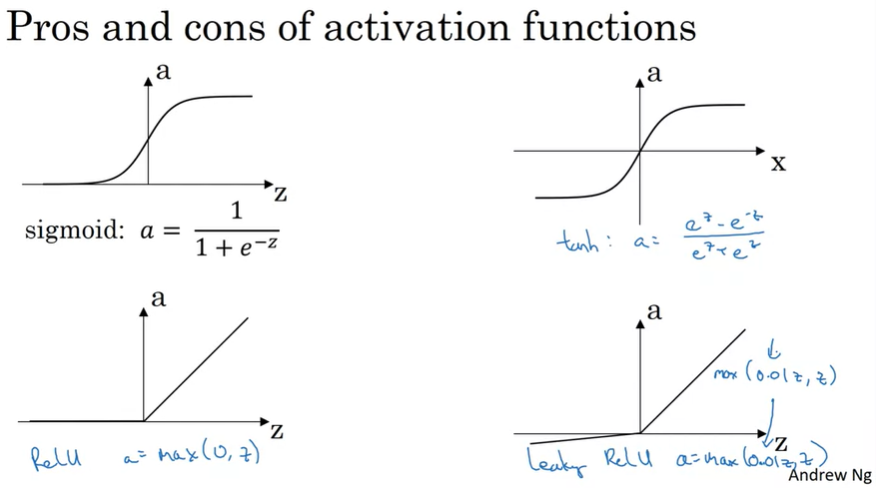 Pros and cons of activation functions
a
z
sigmoid: a = 1 / (1 + e^{-z})
a
x
tanh: a = (e^z - e^{-z}) / (e^z + e^z)
a
z
ReLU a = max(0, z)
a
max(0.01z, z)
z
Leaky ReLU a = max(0.01z, z)
Andrew Ng